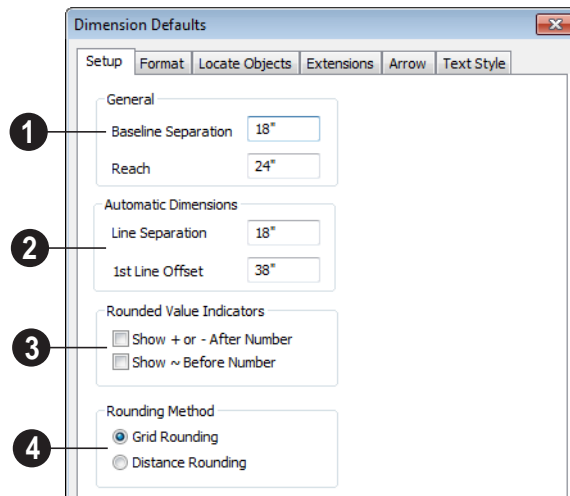 Dimension Defaults
Setup Format Locate Objects Extensions Arrow Text Style
General
1 Baseline Separation 18"
Reach 24"
Automatic Dimensions
Line Separation 18"
2
1st Line Offset 38"
Rounded Value Indicators
Show + or - After Number
3
Show ~ Before Number
Rounding Method
Grid Rounding
4
Distance Rounding